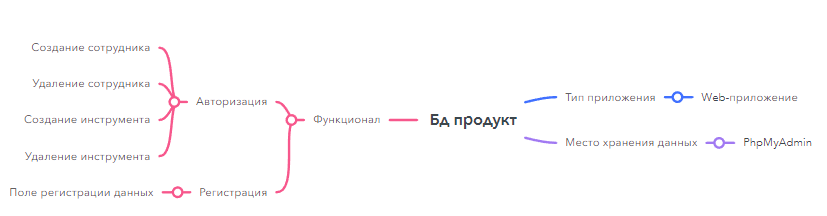 Создание сотрудника
Удаление сотрудника
Создание инструмента
Удаление инструмента
Авторизация
Поле регистрации данных
Регистрация
Функционал
Бд продукт
Тип приложения
Web-приложение
Место хранения данных
PhpMyAdmin